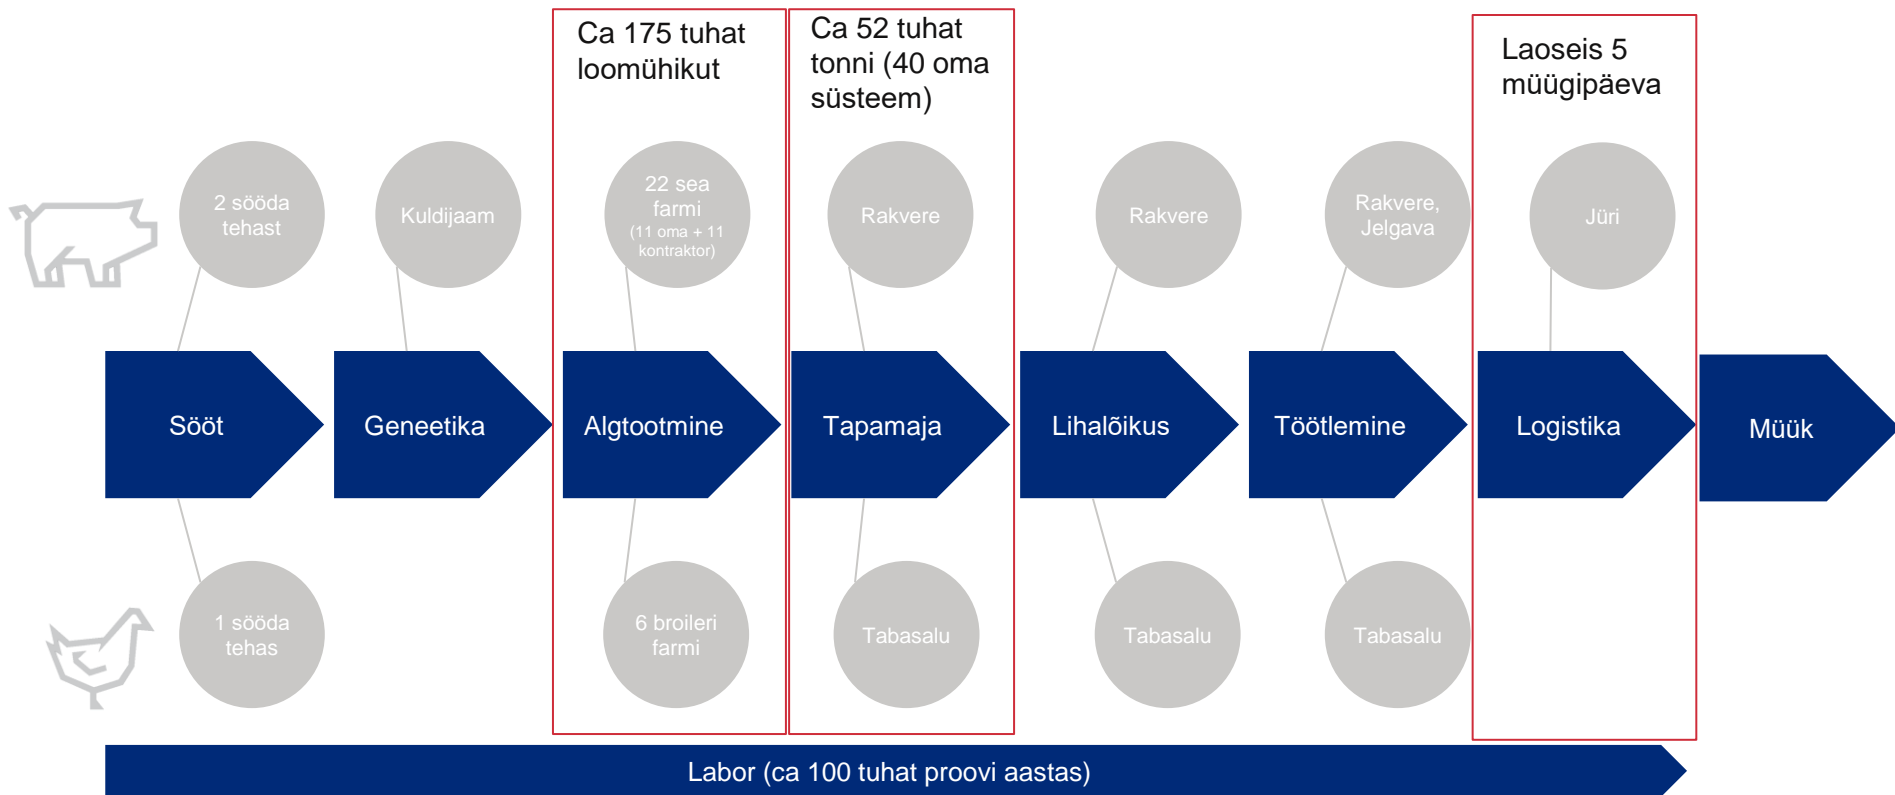 Ca 175 tuhat
loomühikut
Ca 52 tuhat
tonni (40 oma
süsteem)
Laoseis 5
müügipäeva
2 sööda
tehast
Kuldijaam
22 sea
farmi
(11 oma + 11
kontraktor)
Rakvere
Rakvere
Rakvere,
Jelgava
Jüri
Sööt
Geneetika
Algtootmine
Tapamaja
Lihalõikus
Töötlemine
Logistika
Müük
1 sööda
tehas
6 broileri
farmi
Tabasalu
Tabasalu
Tabasalu
Labor (ca 100 tuhat proovi aastas)